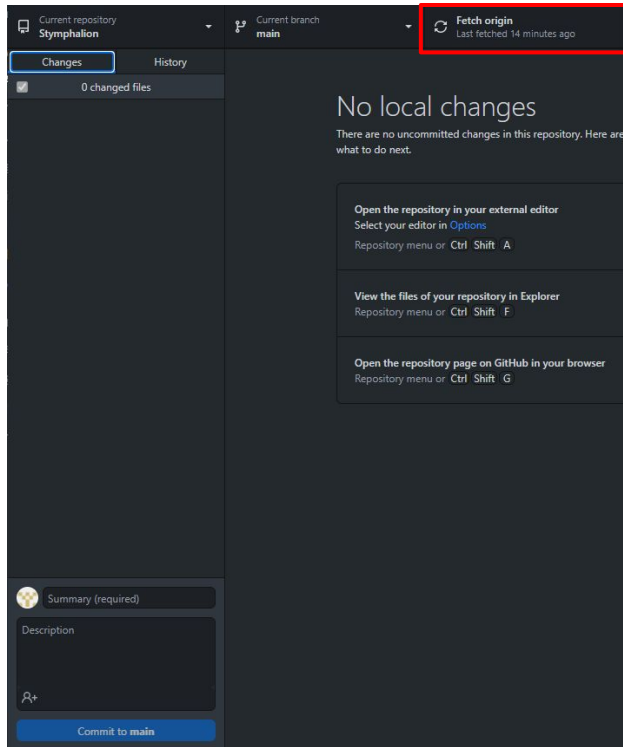 Current repository
Stymphalion
Current branch
main
Fetch origin
Last fetched 14 minutes ago
Changes
History
0 changed files
No local changes
There are no uncommitted changes in this repository. Here are
what to do next.
Open the repository in your external editor
Select your editor in Options
Repository menu or Ctrl Shift A
View the files of your repository in Explorer
Repository menu or Ctrl Shift F
Open the repository page on GitHub in your browser
Repository menu or Ctrl Shift G
Summary (required)
Description
Commit to main